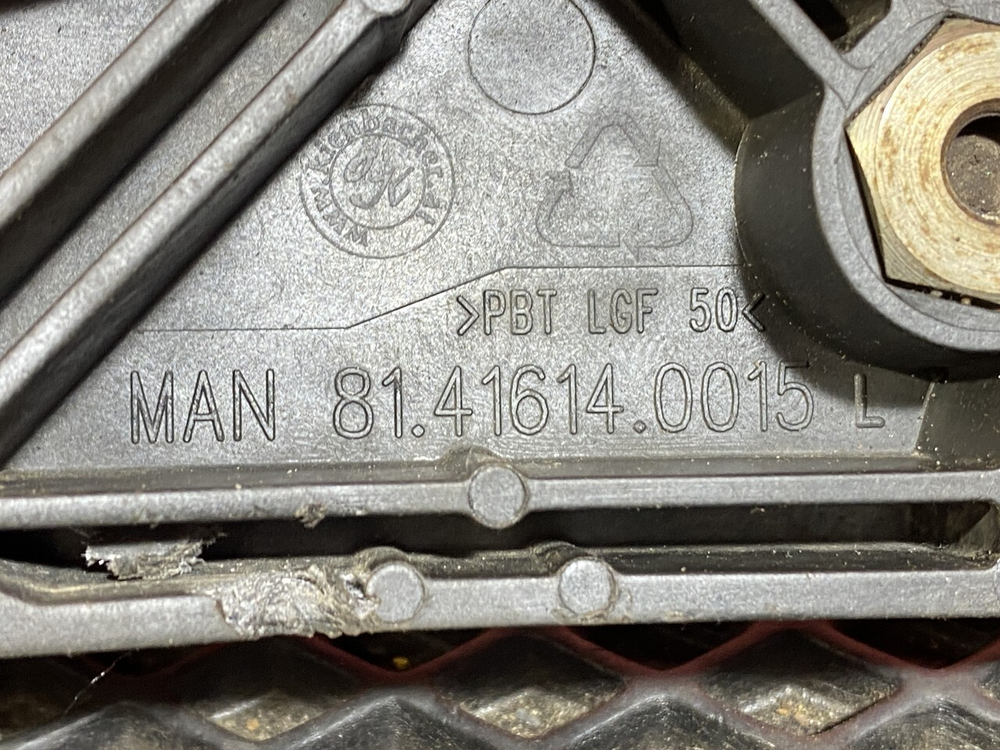 >PBT LGF 50<
MAN 81.41614.0015 L